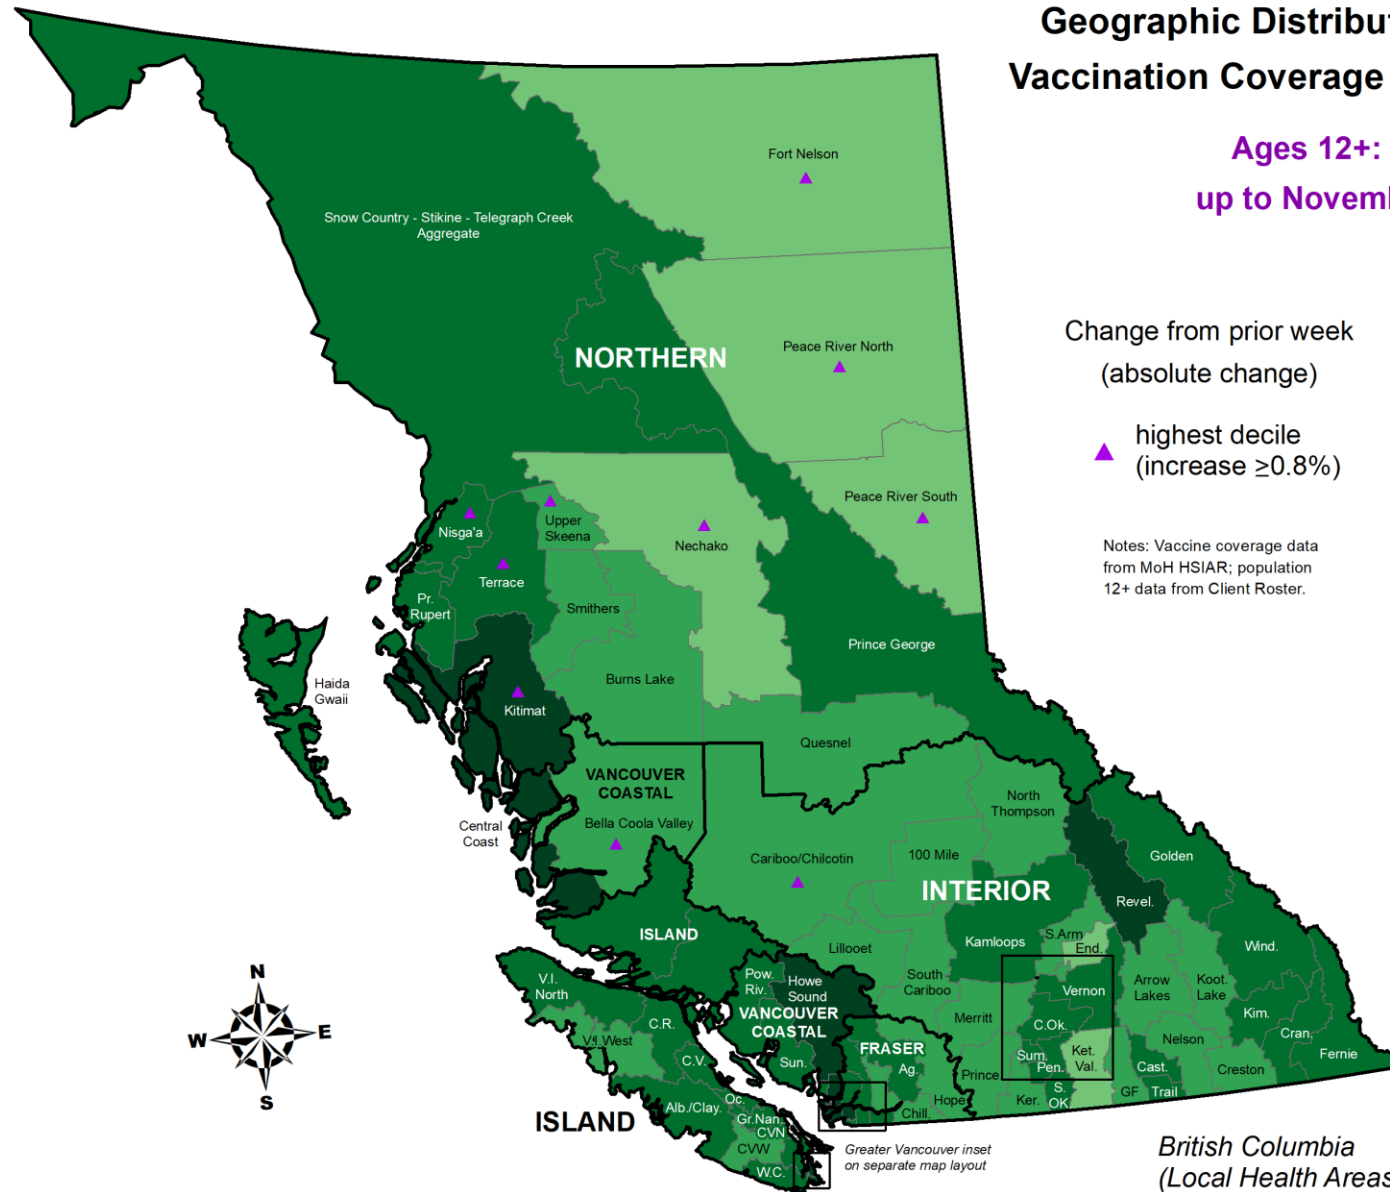 Geographic Distribut
Vaccination Coverage
Ages 12+:
up to Novemb
Fort Nelson
Snow Country - Stikine - Telegraph Creek
Aggregate
NORTHERN
Peace River North
Change from prior week
(absolute change)
highest decile
(increase ≥0.8%)
Peace River South
Notes: Vaccine coverage data
from MoH HSIAR; population
12+ data from Client Roster.
Nisga'a
Upper
Skeena
Nechako
Terrace
Pr.
Rupert
Smithers
Prince George
Haida
Gwaii
Burns Lake
Kitimat
Quesnel
VANCOUVER
COASTAL
Bella Coola Valley
Central
Coast
North
Thompson
Cariboo/Chilcotin
100 Mile
Golden
INTERIOR
Revel.
ISLAND
Kamloops
S.Arm
End.
Lillooet
Wind.
V.I.
North
Pow.
Riv.
Howe
Sound
South
Cariboo
Vernon
Arrow
Lakes
Koot.
Lake
VANCOUVER
COASTAL
C.R.
Merritt
C.Ok.
Kim.
Cran.
V.I.West
FRASER
Nelson
Fernie
C.V.
Sun.
Ag.
Sum.
Pen.
Ket.
Val.
Cast.
Creston
Prince
Hope
Ker.
S.
OK
GF
Trail
Chill.
Oc.
Alb./Clay.
Gr.Nan.
CVN
ISLAND
CVW
W.C.
Greater Vancouver inset
on separate map layout
N
W
E
S
British Columbia
(Local Health Areas